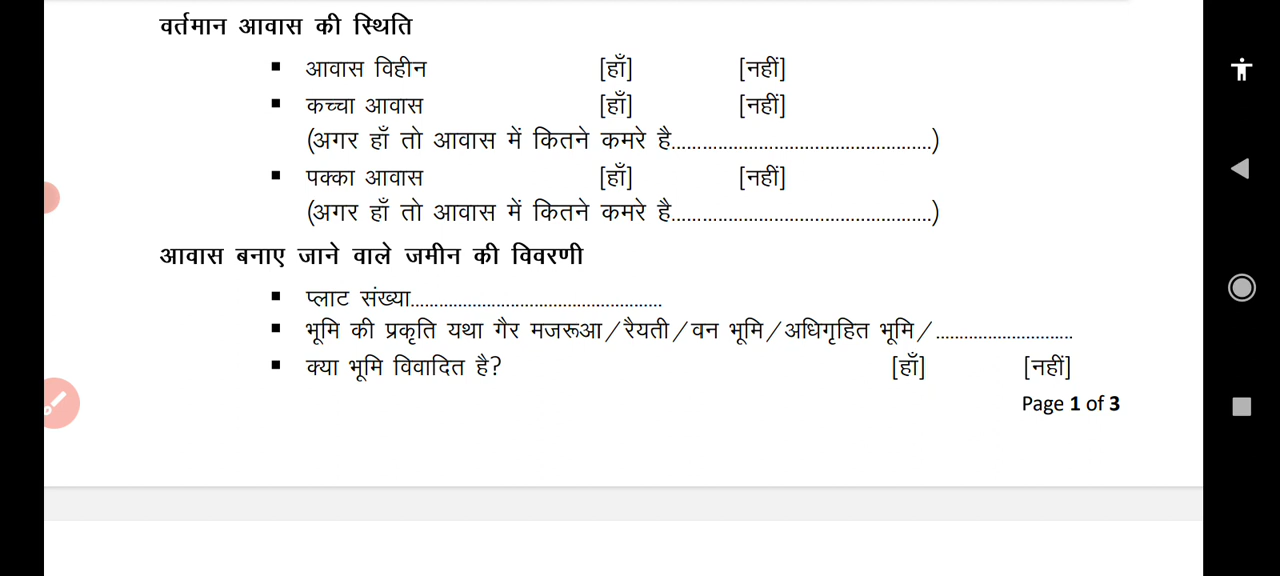 वर्तमान आवास की स्थिति
▪ आवास विहीन [हाँ] [नहीं]
▪ कच्चा आवास [हाँ] [नहीं]
(अगर हाँ तो आवास में कितने कमरे है..................................................)
▪ पक्का आवास [हाँ] [नहीं]
(अगर हाँ तो आवास में कितने कमरे है..................................................)
आवास बनाए जाने वाले जमीन की विवरणी
▪ प्लाट संख्या.....................................................
▪ भूमि की प्रकृति यथा गैर मजरूआ/रैयती/वन भूमि/अधिगृहित भूमि/.............................
▪ क्या भूमि विवादित है? [हाँ] [नहीं]
Page 1 of 3